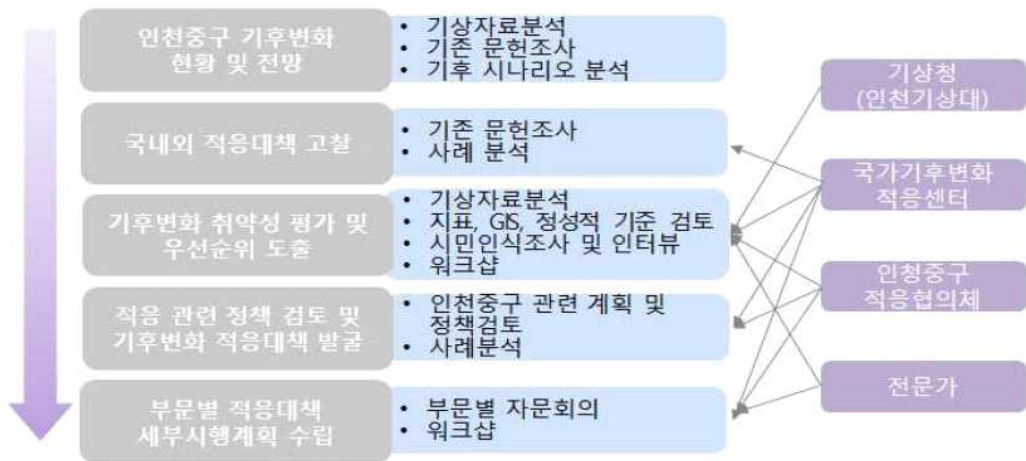 인천중구 기후변화
현황 및 전망
• 기상자료분석
• 기존 문헌조사
• 기후 시나리오 분석
국내외 적응대책 고찰
• 기존 문헌조사
• 사례 분석
기후변화 취약성 평가 및
우선순위 도출
• 기상자료분석
• 지표, GIS, 정성적 기준 검토
• 시민인식조사 및 인터뷰
• 워크샵
적응 관련 정책 검토 및
기후변화 적응대책 발굴
• 인천중구 관련 계획 및
정책검토
• 사례분석
부문별 적응대책
세부시행계획 수립
• 부문별 자문회의
• 워크샵
기상청
(인천기상대)
국가기후변화
적응센터
인청중구
적응협의체
전문가